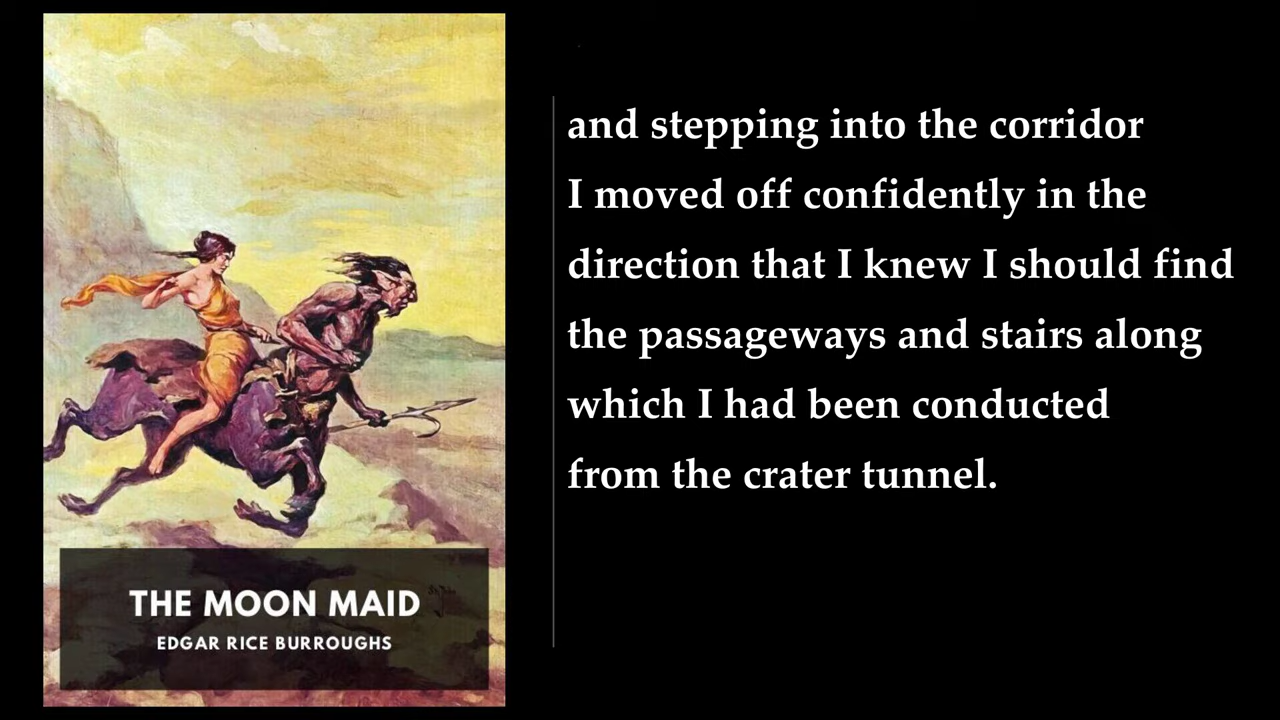 THE MOON MAID
EDGAR RICE BURROUGHS
and stepping into the corridor
I moved off confidently in the
direction that I knew I should find
the passageways and stairs along
which I had been conducted
from the crater tunnel.